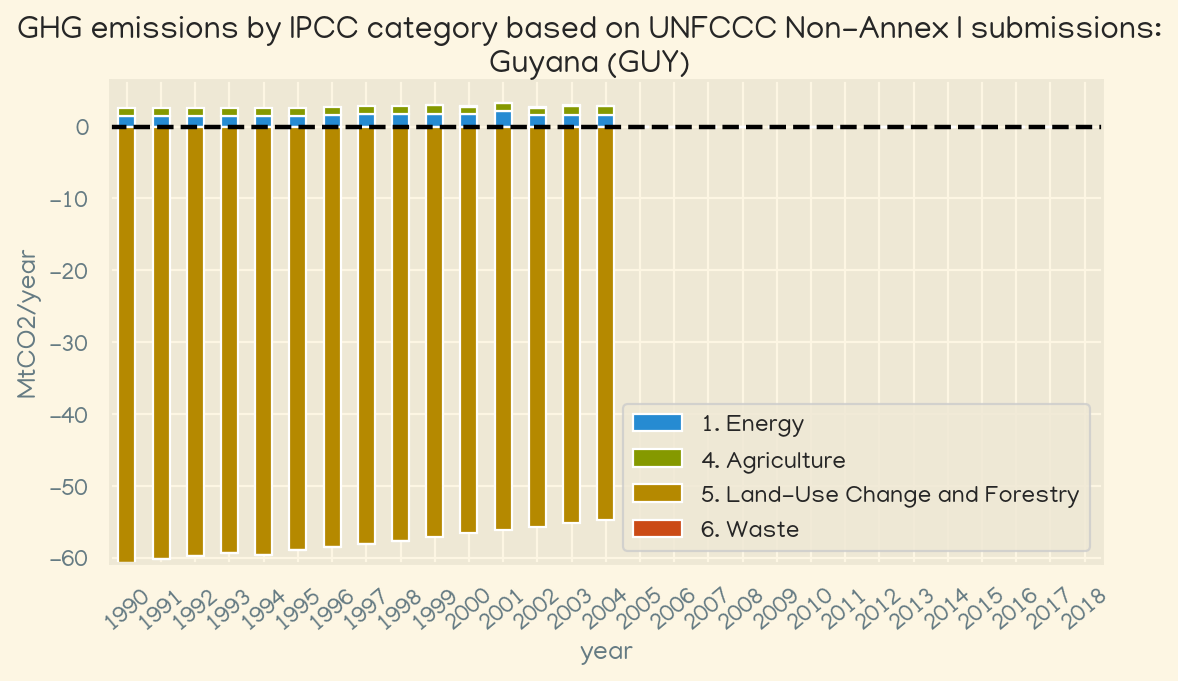 GHG emissions by IPCC category based on UNFCCC Non-Annex I submissions:
Guyana (GUY)
MtCO2/year
0
-10
-20
-30
-40
-50
-60
1. Energy
4. Agriculture
5. Land-Use Change and Forestry
6. Waste
1990 1991 1992 1993 1994 1995 1996 1997 1998 1999 2000 2001 2002 2003 2004 2005 2006 2007 2008 2009 2010 2011 2012 2013 2014 2015 2016 2017 2018
year